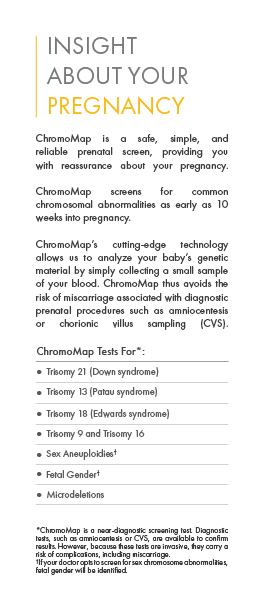 INSIGHT
ABOUT YOUR
PREGNANCY
ChromoMap is a safe, simple, and
reliable prenatal screen, providing you
with reassurance about your pregnancy.
ChromoMap screens for common
chromosomal abnormalities as early as 10
weeks into pregnancy.
ChromoMap's cutting-edge technology
allows us to analyze your baby's genetic
material by simply collecting a small sample
of your blood. ChromoMap thus avoids the
risk of miscarriage associated with diagnostic
prenatal procedures such as amniocentesis
or chorionic villus sampling (CVS).
ChromoMap Tests For*:
• Trisomy 21 (Down syndrome)
• Trisomy 13 (Patau syndrome)
• Trisomy 18 (Edwards syndrome)
• Trisomy 9 and Trisomy 16
• Sex Aneuploidies†
• Fetal Gender†
• Microdeletions
*ChromoMap is a near-diagnostic screening test. Diagnostic
tests, such as amniocentesis or CVS, are available to confirm
results. However, because these tests are invasive, they carry a
risk of complications, including miscarriage.
†If your doctor opts to screen for sex chromosome abnormalities,
fetal gender will be identified.